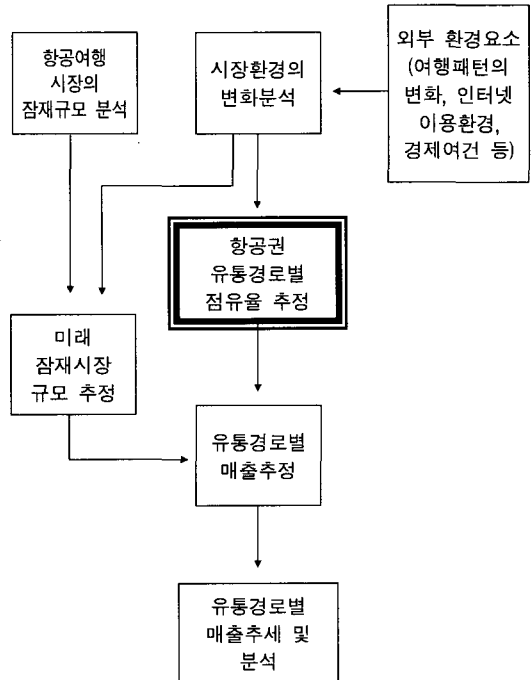 항공여행
시장의
잠재규모 분석
시장환경의
변화분석
외부 환경요소
(여행패턴의
변화, 인터넷
이용환경,
경제여건 등)
항공권
유통경로별
점유율 추정
미래
잠재시장
규모 추정
유통경로별
매출추정
유통경로별
매출추세 및
분석